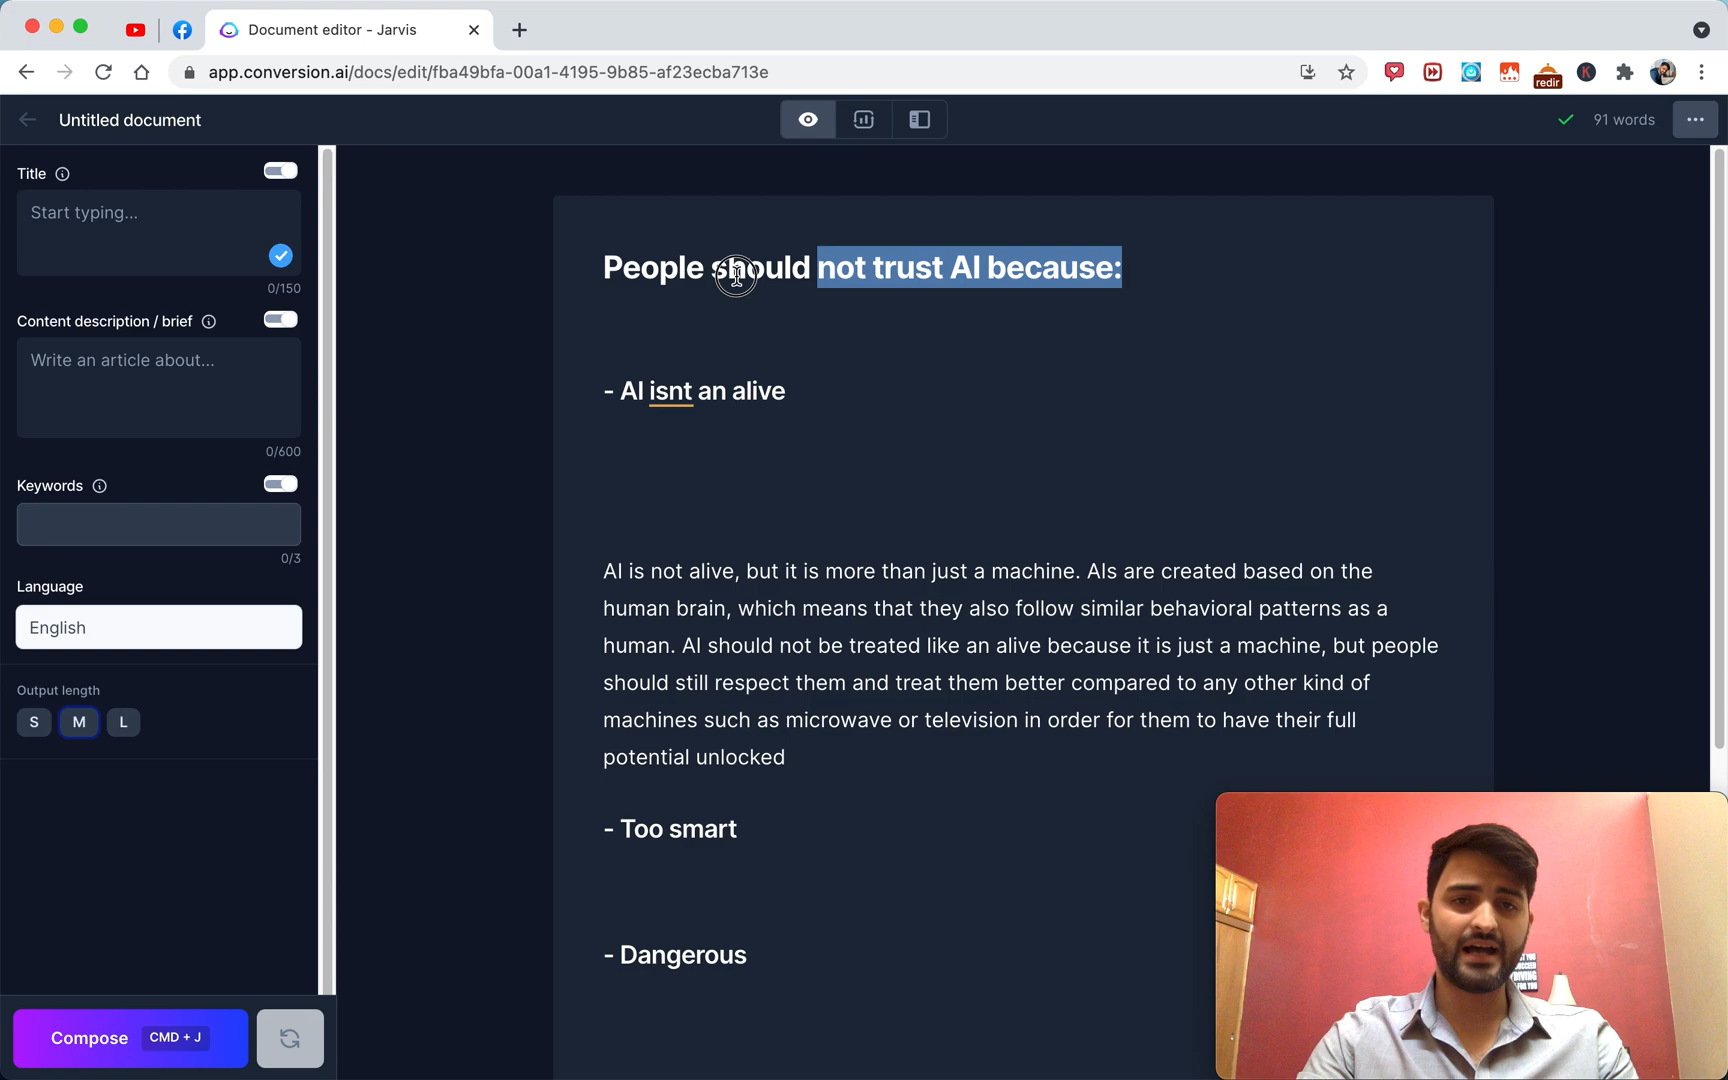 Document editor - Jarvis
app.conversion.ai/docs/edit/fba49bfa-00a1-4195-9b85-af23ecba713e
redir
K
Untitled document
91 words
Title
Start typing...
0/150
Content description / brief
Write an article about...
0/600
Keywords
0/3
Language
English
Output length
S M L
Compose CMD + J
People should not trust AI because:
- AI isnt an alive
AI is not alive, but it is more than just a machine. AIs are created based on the
human brain, which means that they also follow similar behavioral patterns as a
human. AI should not be treated like an alive because it is just a machine, but people
should still respect them and treat them better compared to any other kind of
machines such as microwave or television in order for them to have their full
potential unlocked
- Too smart
- Dangerous